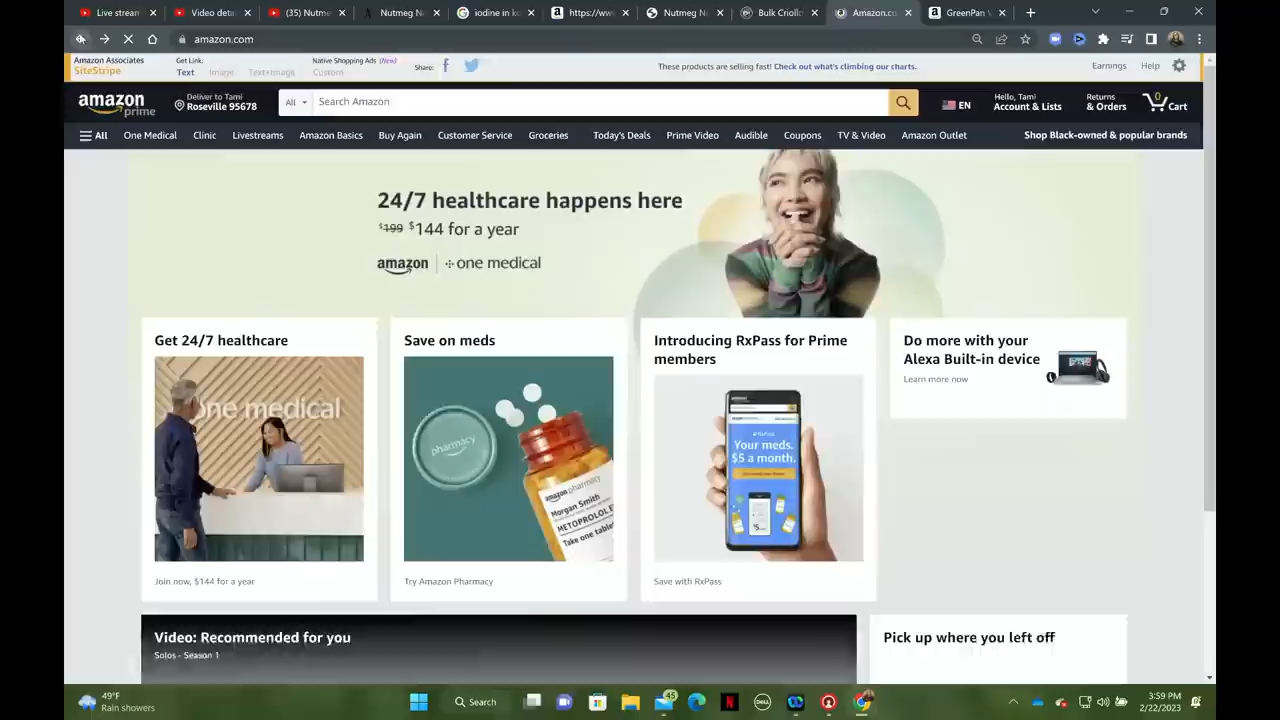 Live stream
Video detai
(35) Nutme
Nutmeg Ne
iodine in ko
https://ww
Nutmeg Ne
Bulk Criollo
Amazon.co
GreenPan V
amazon.com
Amazon Associates
SiteStripe
Get Link:
Text Image Text+Image
Native Shopping Ads (New)
Custom
Share:
These products are selling fast! Check out what's climbing our charts.
Earnings Help
amazon
prime
Deliver to Tami
Roseville 95678
All
Search Amazon
EN
Hello, Tami
Account & Lists
Returns
& Orders
0
Cart
All One Medical Clinic Livestreams Amazon Basics Buy Again Customer Service Groceries Today's Deals Prime Video Audible Coupons TV & Video Amazon Outlet Shop Black-owned & popular brands
24/7 healthcare happens here
$199 $144 for a year
amazon one medical
Get 24/7 healthcare
one medical
Join now, $144 for a year
Save on meds
pharmacy
amazon pharmacy
Morgan Smith
METOPROLOL
Take one table
Try Amazon Pharmacy
Introducing RxPass for Prime
members
Your meds.
$5 a month.
Save with RxPass
Do more with your
Alexa Built-in device
Learn more now
Video: Recommended for you
Solos - Season 1
Pick up where you left off
49°F
Rain showers
Search
45
DELL
3:59 PM
2/22/2023